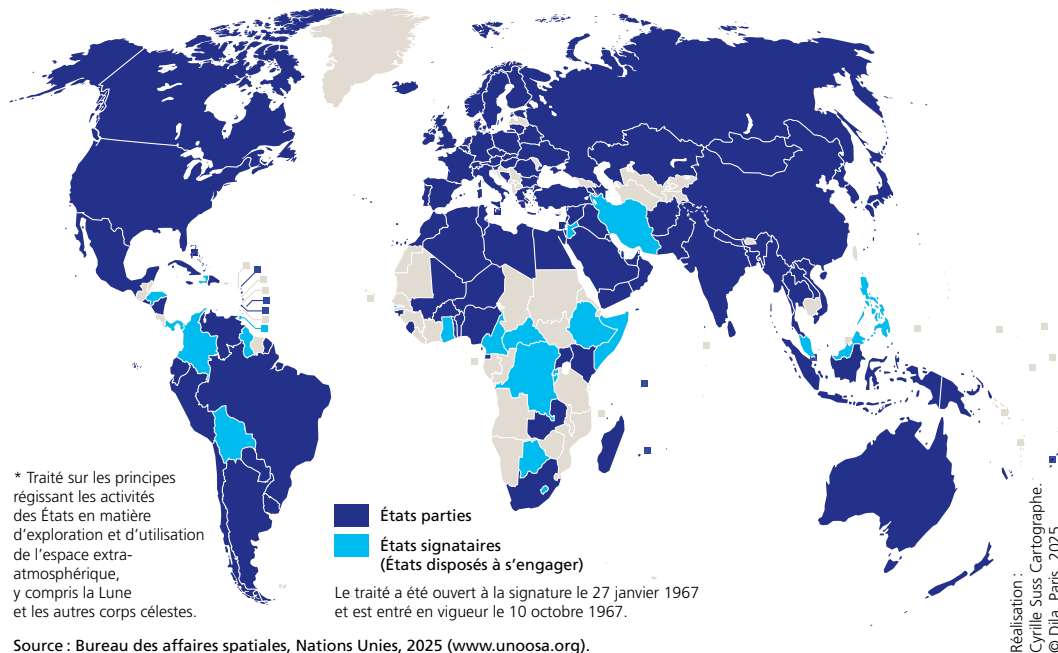 * Traité sur les principes
régissant les activités
des États en matière
d'exploration et d'utilisation
de l'espace extra-
atmosphérique,
y compris la Lune
et les autres corps célestes.
États parties
États signataires
(États disposés à s'engager)
Le traité a été ouvert à la signature le 27 janvier 1967
et est entré en vigueur le 10 octobre 1967.
Source : Bureau des affaires spatiales, Nations Unies, 2025 (www.unoosa.org).
Réalisation :
Cyrille Suss Cartographe.
© Dila, Paris, 2025